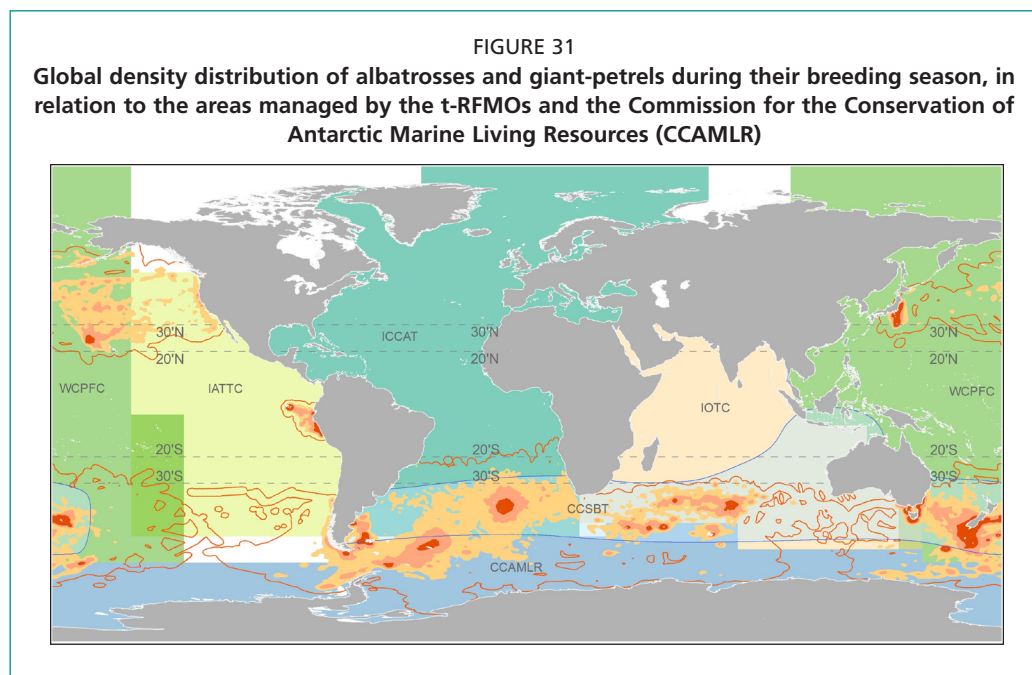 FIGURE 31
Global density distribution of albatrosses and giant-petrels during their breeding season, in
relation to the areas managed by the t-RFMOs and the Commission for the Conservation of
Antarctic Marine Living Resources (CCAMLR)
30'N
30'N
30'N
20'N
20'N
20'N
ICCAT
WCPFC
IATTC
IOTC
WCPFC
20'S
20'S
20'S
30'S
30'S
30'S
CCSBT
CCAMLR